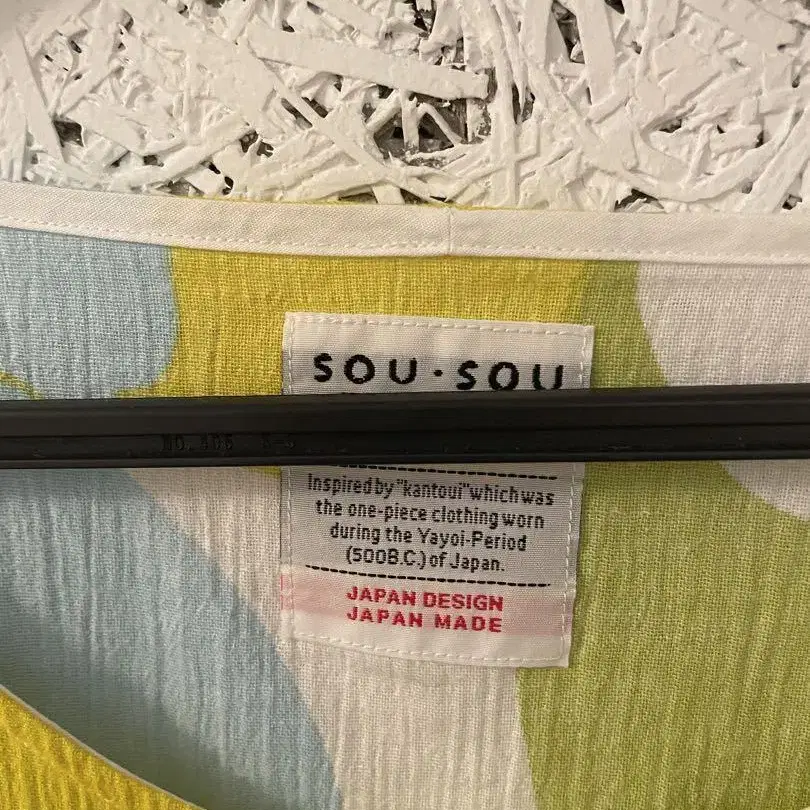 SOU・SOU
Inspired by "kantoui" which was
the one-piece clothing worn
during the Yayoi-Period
(500B.C.) of Japan.
JAPAN DESIGN
JAPAN MADE